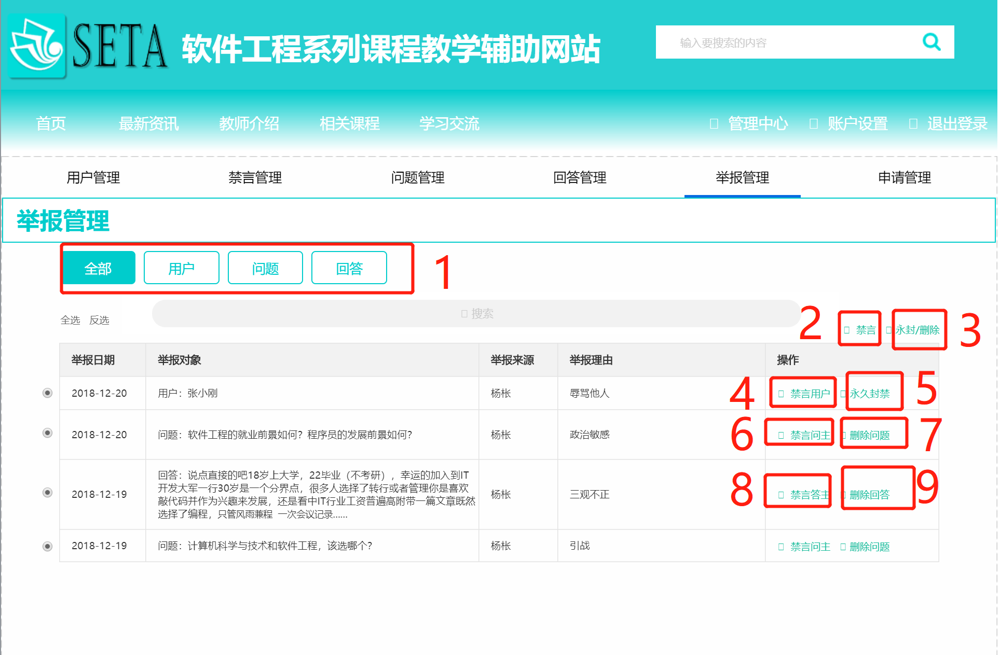 SETA
软件工程系列课程教学辅助网站
输入要搜索的内容
首页 最新资讯 教师介绍 相关课程 学习交流 管理中心 账户设置 退出登录
用户管理 禁言管理 问题管理 回答管理 举报管理 申请管理
举报管理
全部 用户 问题 回答 1
全选 反选 搜索 2 禁言 永封/删除 3
举报日期 举报对象 举报来源 举报理由 操作
2018-12-20 用户：张小刚 杨枨 辱骂他人 4 禁言用户 永久封禁 5
2018-12-20 问题：软件工程的就业前景如何？程序员的发展前景如何？ 杨枨 政治敏感 6 禁言问主 删除问题 7
回答：说点直接的吧18岁上大学，22毕业（不考研），幸运的加入到IT
开发大军一行30岁是一个分界点，很多人选择了转行或者管理你是喜欢
敲代码并作为兴趣来发展，还是看中IT行业工资普遍高附带一篇文章既然
选择了编程，只管风雨兼程 一次会议记录......
2018-12-19 杨枨 三观不正 8 禁言答主 删除回答 9
2018-12-19 问题：计算机科学与技术和软件工程，该选哪个？ 杨枨 引战 禁言问主 删除问题